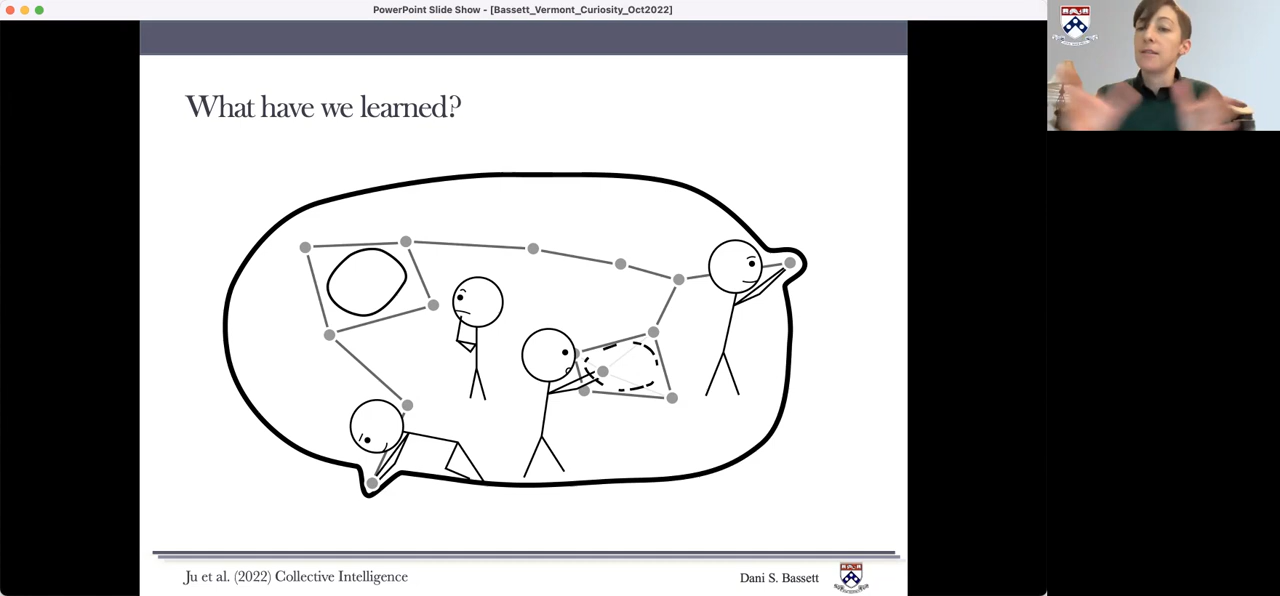 PowerPoint Slide Show - [Bassett_Vermont_Curiosity_Oct2022]
What have we learned?
Ju et al. (2022) Collective Intelligence
Dani S. Bassett